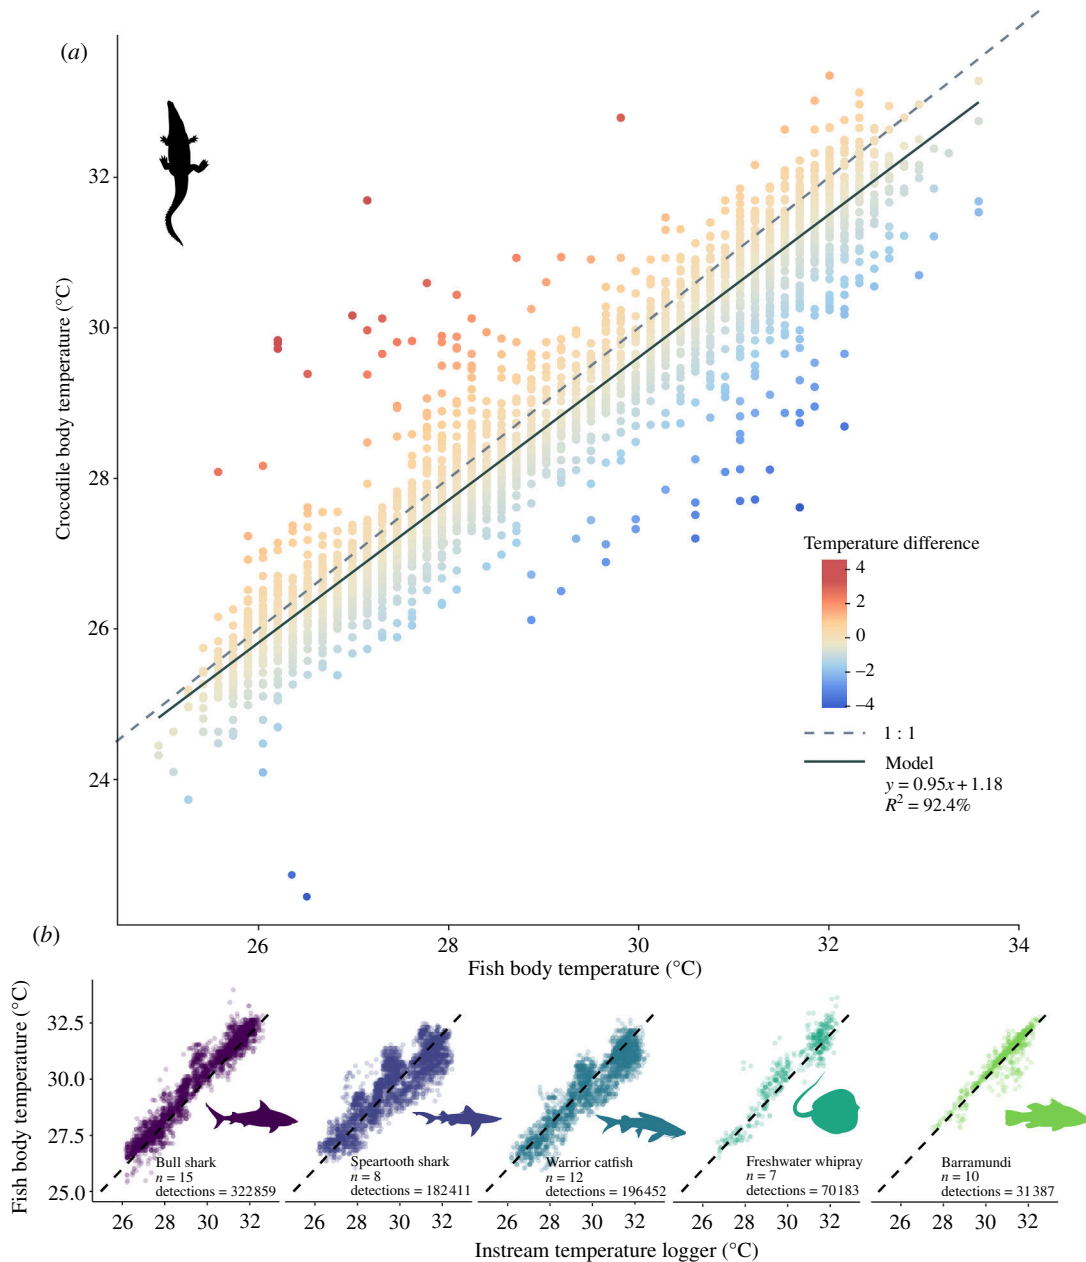 (a)
Crocodile body temperature (°C)
32
30
28
26
24
Temperature difference
4
2
0
−2
−4
1 : 1
Model
y = 0.95x + 1.18
R² = 92.4%
26 28 30 32 34
Fish body temperature (°C)
(b)
Fish body temperature (°C)
32.5
30.0
27.5
25.0
Bull shark
n = 15
detections = 322 859
Speartooth shark
n = 8
detections = 182 411
Warrior catfish
n = 12
detections = 196 452
Freshwater whipray
n = 7
detections = 70 183
Barramundi
n = 10
detections = 31 387
26 28 30 32 26 28 30 32 26 28 30 32 26 28 30 32 26 28 30 32
Instream temperature logger (°C)